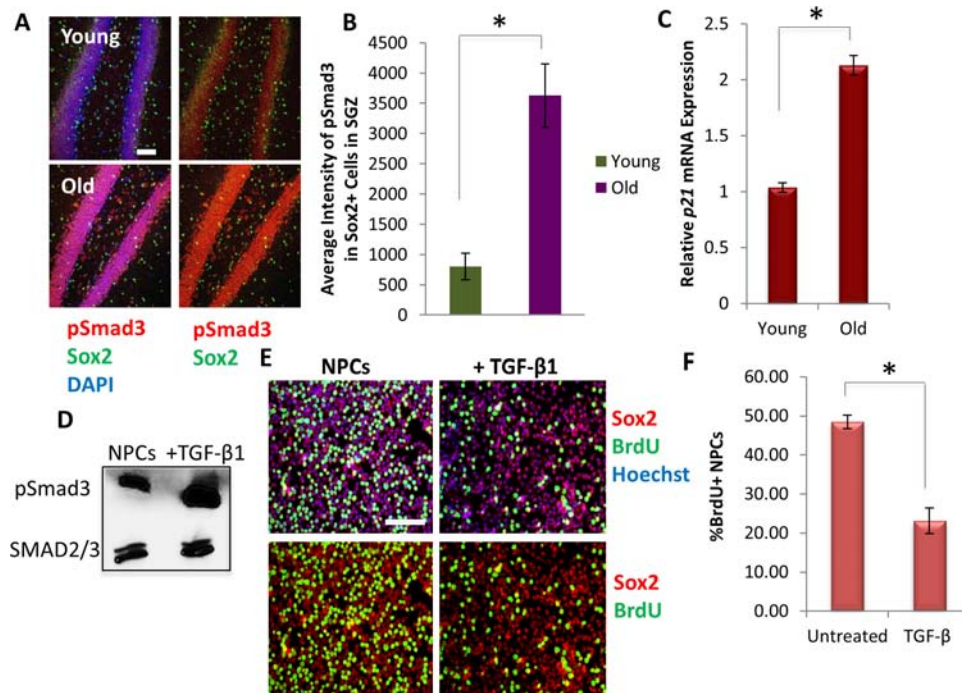 A
Young
Old
pSmad3
Sox2
DAPI
pSmad3
Sox2
B
*
Average Intensity of pSmad3
in Sox2+ Cells in SGZ
4500
4000
3500
3000
2500
2000
1500
1000
500
0
Young
Old
C
*
Relative p21 mRNA Expression
2.5
2
1.5
1
0.5
0
Young
Old
D
NPCs +TGF-β1
pSmad3
SMAD2/3
E
NPCs
+ TGF-β1
Sox2
BrdU
Hoechst
Sox2
BrdU
F
*
%BrdU+ NPCs
60.00
50.00
40.00
30.00
20.00
10.00
0.00
Untreated
TGF-β